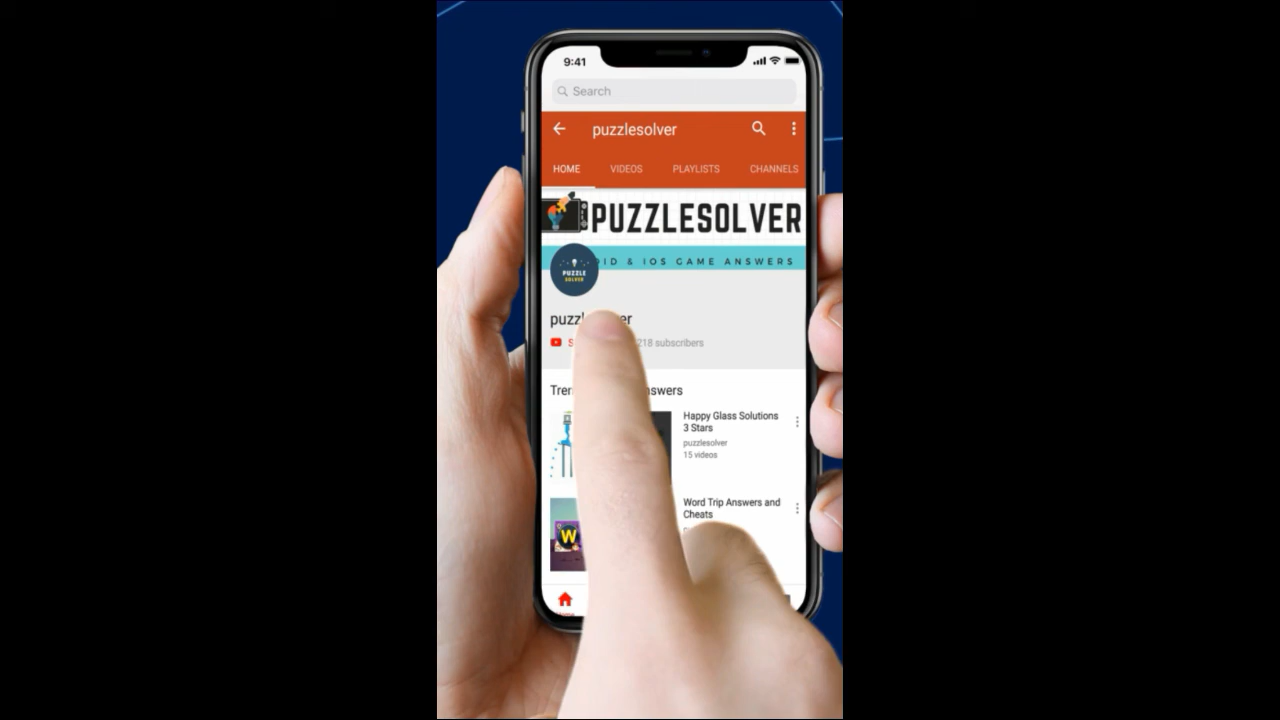 9:41
Search
puzzlesolver
HOME VIDEOS PLAYLISTS CHANNELS
PUZZLESOLVER
OID & IOS GAME ANSWERS
PUZZLE
SOLVER
218 subscribers
Happy Glass Solutions
3 Stars
puzzlesolver
15 videos
Word Trip Answers and
Cheats
W